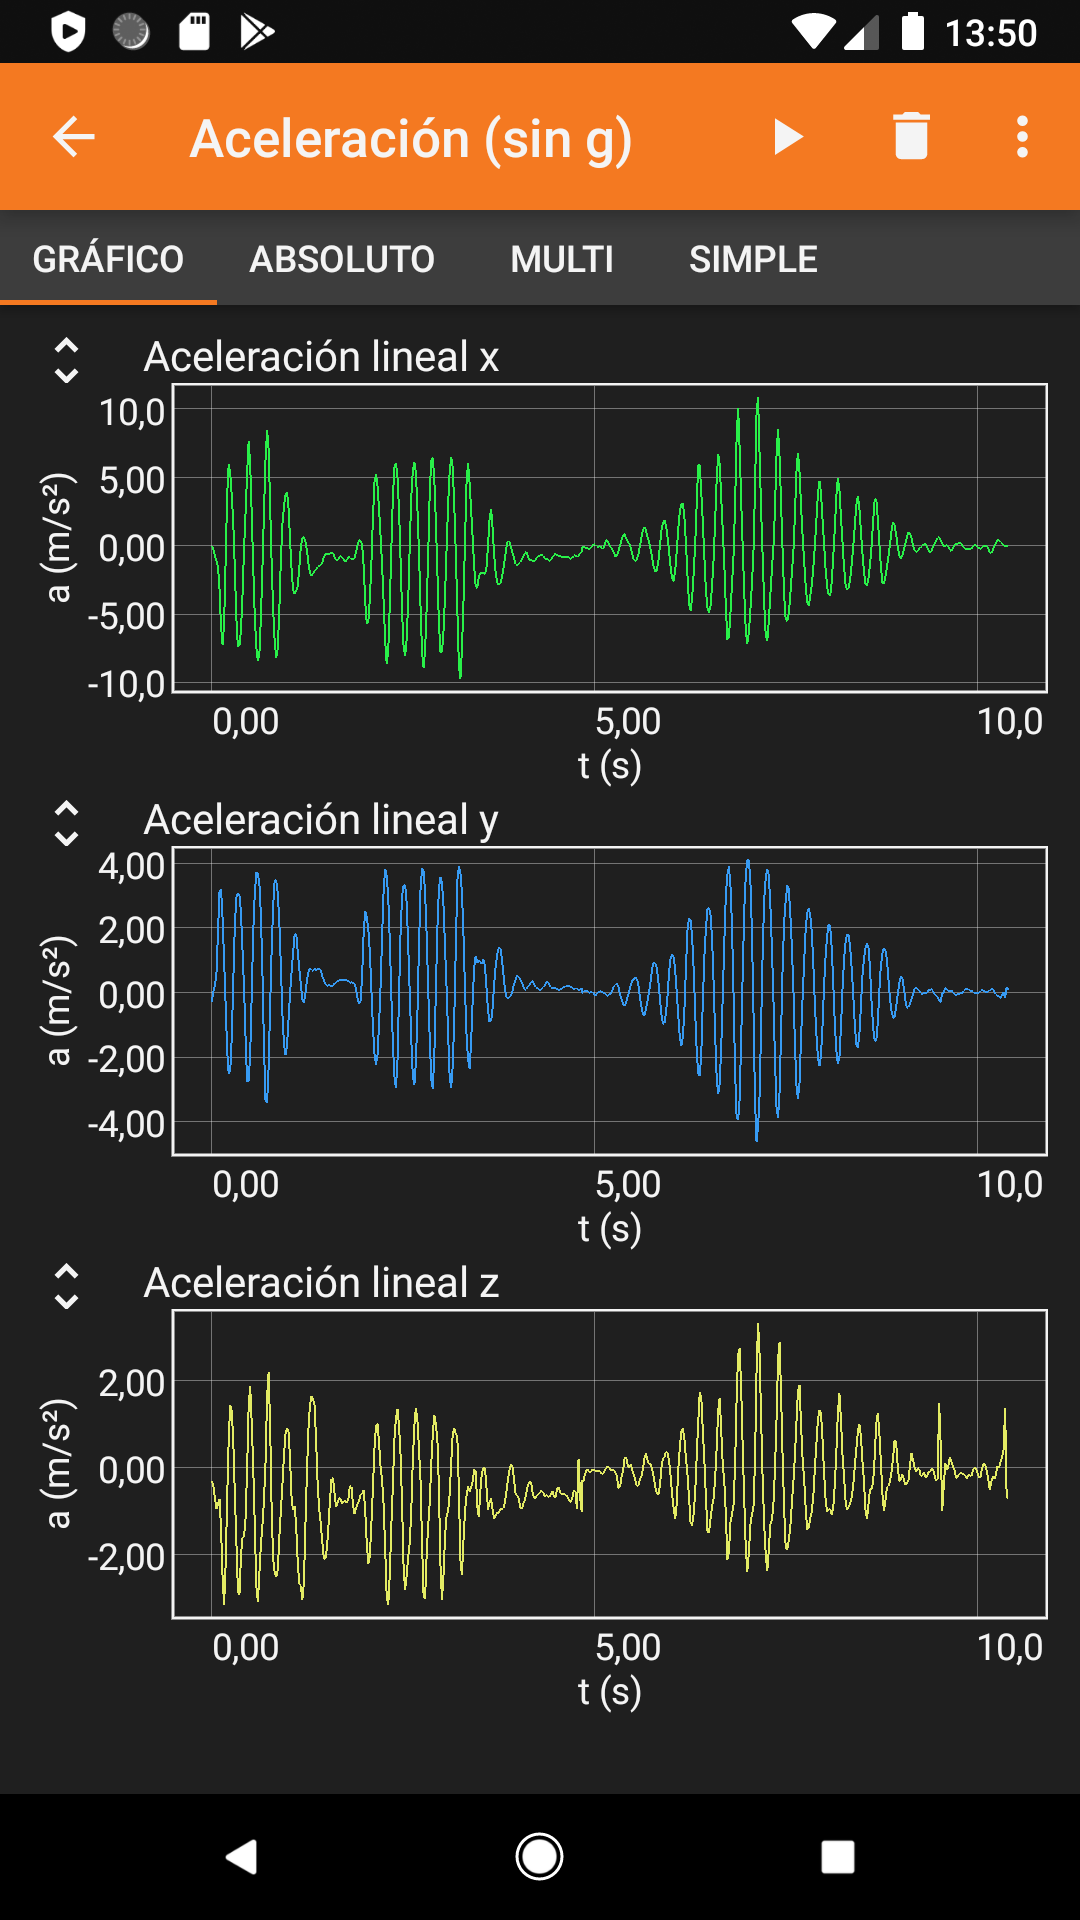 13:50
Aceleración (sin g)
GRÁFICO ABSOLUTO MULTI SIMPLE
Aceleración lineal x
10,0
5,00
0,00
-5,00
-10,0
a (m/s²)
0,00 5,00 10,0
t (s)
Aceleración lineal y
4,00
2,00
0,00
-2,00
-4,00
a (m/s²)
0,00 5,00 10,0
t (s)
Aceleración lineal z
2,00
0,00
-2,00
a (m/s²)
0,00 5,00 10,0
t (s)